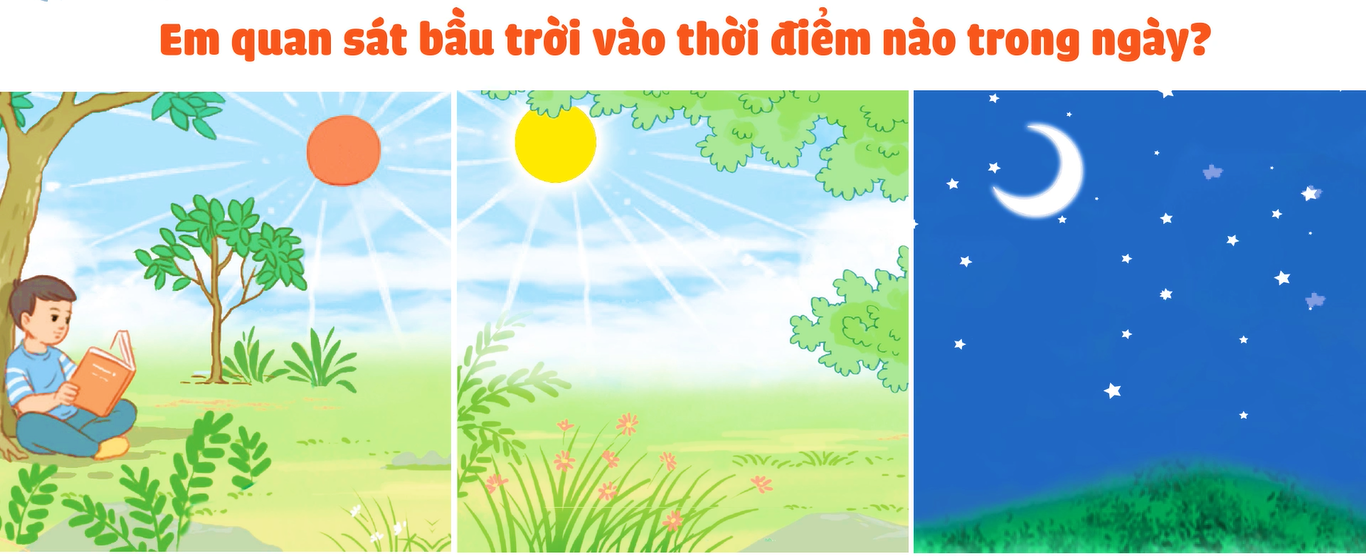 Em quan sát bầu trời vào thời điểm nào trong ngày?